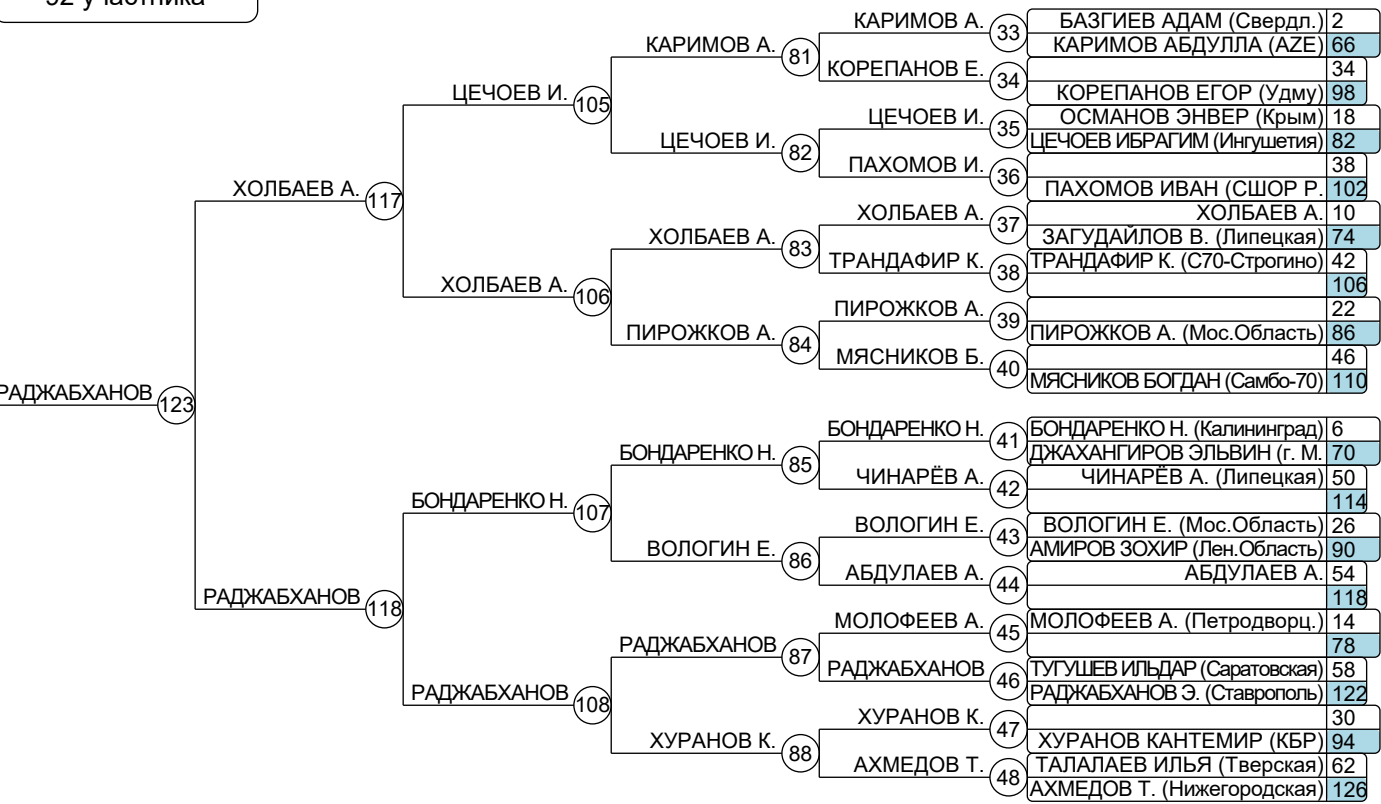 92 участника
КАРИМОВ А. 33 БАЗГИЕВ АДАМ (Свердл.) 2
КАРИМОВ А. 81 КАРИМОВ АБДУЛЛА (AZE) 66
КОРЕПАНОВ Е. 34 34
ЦЕЧОЕВ И. 105 КОРЕПАНОВ ЕГОР (Удму) 98
ЦЕЧОЕВ И. 35 ОСМАНОВ ЭНВЕР (Крым) 18
ЦЕЧОЕВ И. 82 ЦЕЧОЕВ ИБРАГИМ (Ингушетия) 82
ПАХОМОВ И. 36 38
ХОЛБАЕВ А. 117 ПАХОМОВ ИВАН (СШОР Р. 102
ХОЛБАЕВ А. 37 ХОЛБАЕВ А. 10
ХОЛБАЕВ А. 83 ЗАГУДАЙЛОВ В. (Липецкая) 74
ТРАНДАФИР К. 38 ТРАНДАФИР К. (С70-Строгино) 42
ХОЛБАЕВ А. 106 106
ПИРОЖКОВ А. 39 22
ПИРОЖКОВ А. 84 ПИРОЖКОВ А. (Мос.Область) 86
МЯСНИКОВ Б. 40 46
МЯСНИКОВ БОГДАН (Самбо-70) 110
РАДЖАБХАНОВ 123
БОНДАРЕНКО Н. 41 БОНДАРЕНКО Н. (Калининград) 6
БОНДАРЕНКО Н. 85 ДЖАХАНГИРОВ ЭЛЬВИН (г. М. 70
ЧИНАРЁВ А. 42 ЧИНАРЁВ А. (Липецкая) 50
БОНДАРЕНКО Н. 107 114
ВОЛОГИН Е. 43 ВОЛОГИН Е. (Мос.Область) 26
ВОЛОГИН Е. 86 АМИРОВ ЗОХИР (Лен.Область) 90
АБДУЛАЕВ А. 44 АБДУЛАЕВ А. 54
РАДЖАБХАНОВ 118 118
МОЛОФЕЕВ А. 45 МОЛОФЕЕВ А. (Петродворц.) 14
РАДЖАБХАНОВ 87 78
РАДЖАБХАНОВ 46 ТУГУШЕВ ИЛЬДАР (Саратовская) 58
РАДЖАБХАНОВ 108 РАДЖАБХАНОВ Э. (Ставрополь) 122
ХУРАНОВ К. 47 30
ХУРАНОВ К. 88 ХУРАНОВ КАНТЕМИР (КБР) 94
АХМЕДОВ Т. 48 ТАЛАЛАЕВ ИЛЬЯ (Тверская) 62
АХМЕДОВ Т. (Нижегородская) 126